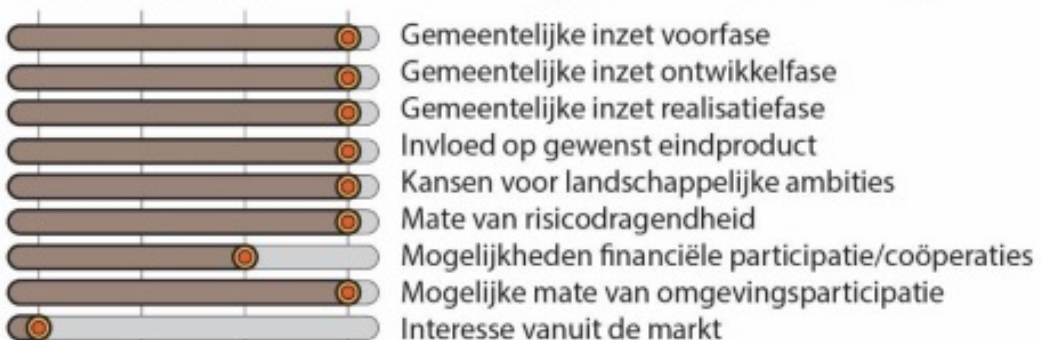 Gemeentelijke inzet voorfase
Gemeentelijke inzet ontwikkelfase
Gemeentelijke inzet realisatiefase
Invloed op gewenst eindproduct
Kansen voor landschappelijke ambities
Mate van risicodragendheid
Mogelijkheden financiële participatie/coöperaties
Mogelijke mate van omgevingsparticipatie
Interesse vanuit de markt